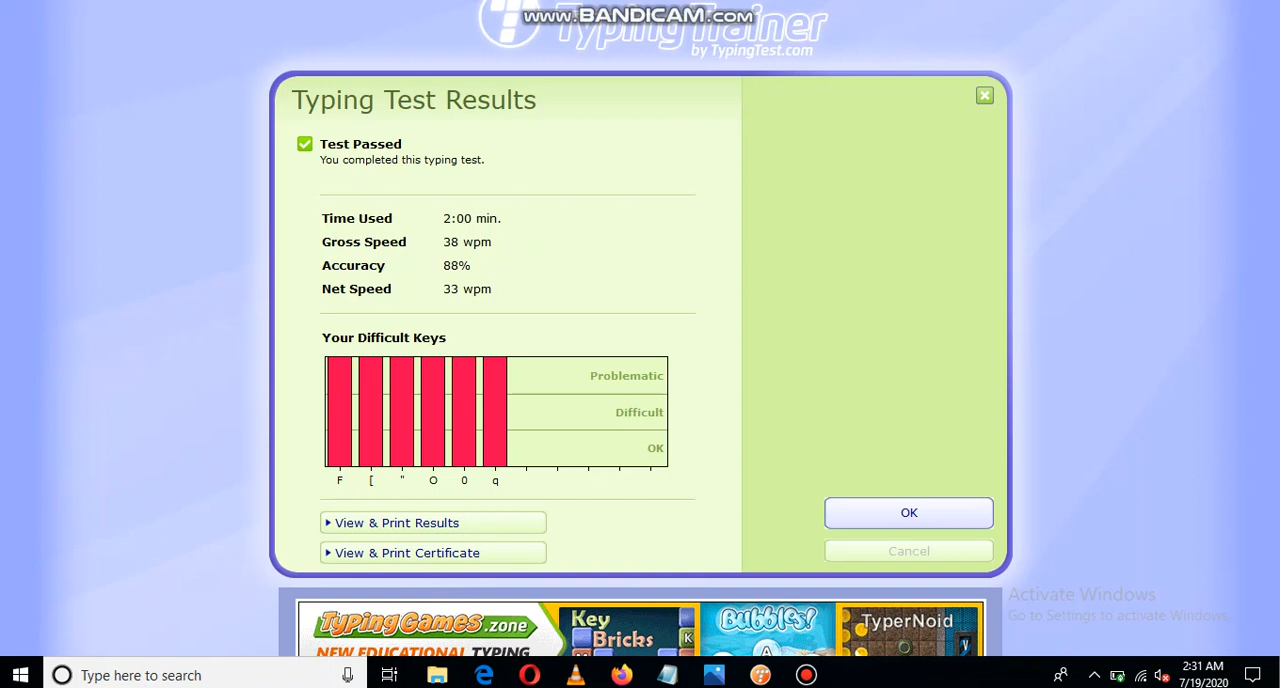 www.BANDICAM.com
TypingTrainer
by TypingTest.com
Typing Test Results
Test Passed
You completed this typing test.
Time Used 2:00 min.
Gross Speed 38 wpm
Accuracy 88%
Net Speed 33 wpm
Your Difficult Keys
Problematic
Difficult
OK
F [ " O 0 q
View & Print Results
View & Print Certificate
OK
Cancel
Activate Windows
Go to Settings to activate Windows.
TypingGames.zone
NEW EDUCATIONAL TYPING
Key
Bricks
K
Bubbles!
A
TyperNoid
Type here to search
2:31 AM
7/19/2020